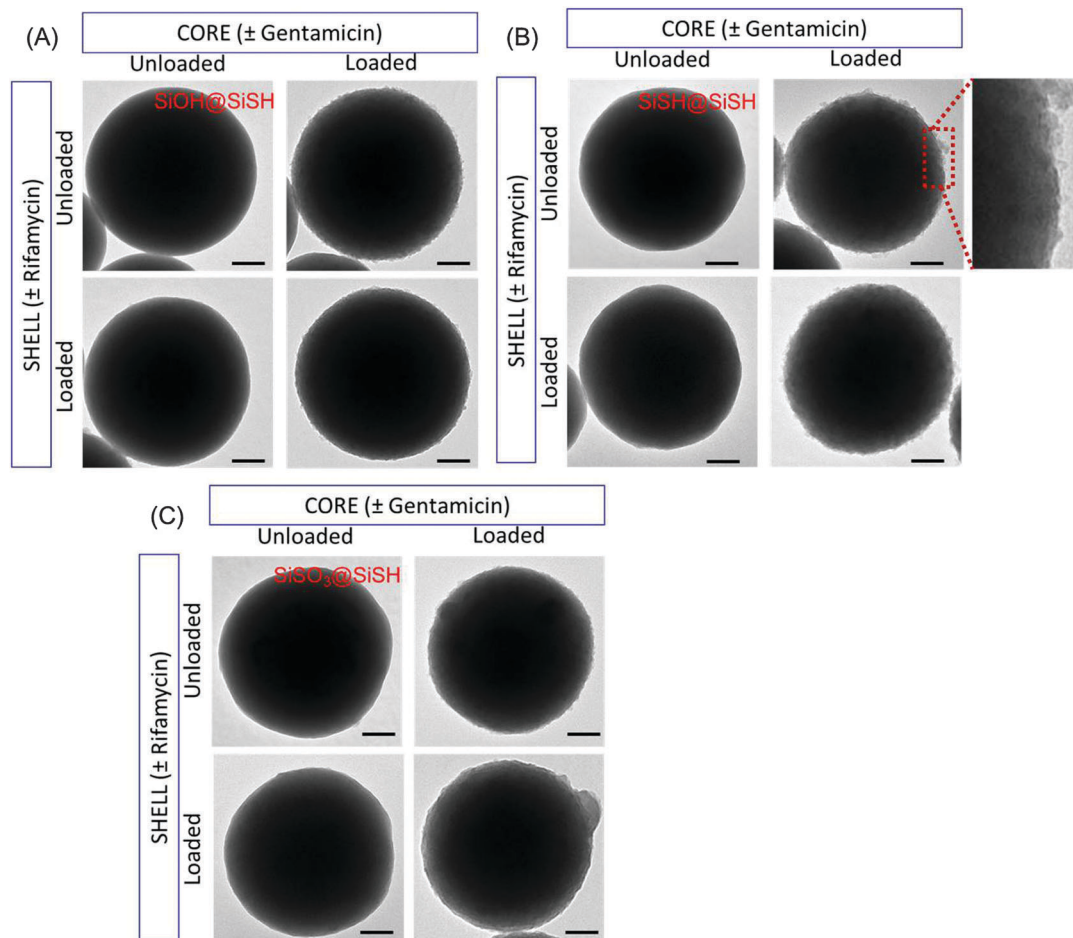 (A)
CORE (± Gentamicin)
Unloaded Loaded
SHELL (± Rifamycin)
Unloaded
Loaded
SiOH@SiSH
(B)
CORE (± Gentamicin)
Unloaded Loaded
SHELL (± Rifamycin)
Unloaded
Loaded
SiSH@SiSH
(C)
CORE (± Gentamicin)
Unloaded Loaded
SHELL (± Rifamycin)
Unloaded
Loaded
SiSO₃@SiSH